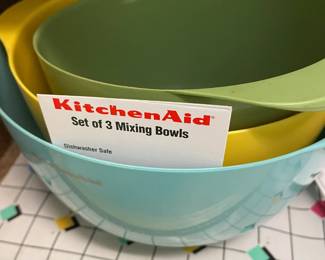 KitchenAid
Set of 3 Mixing Bowls
Dishwasher Safe